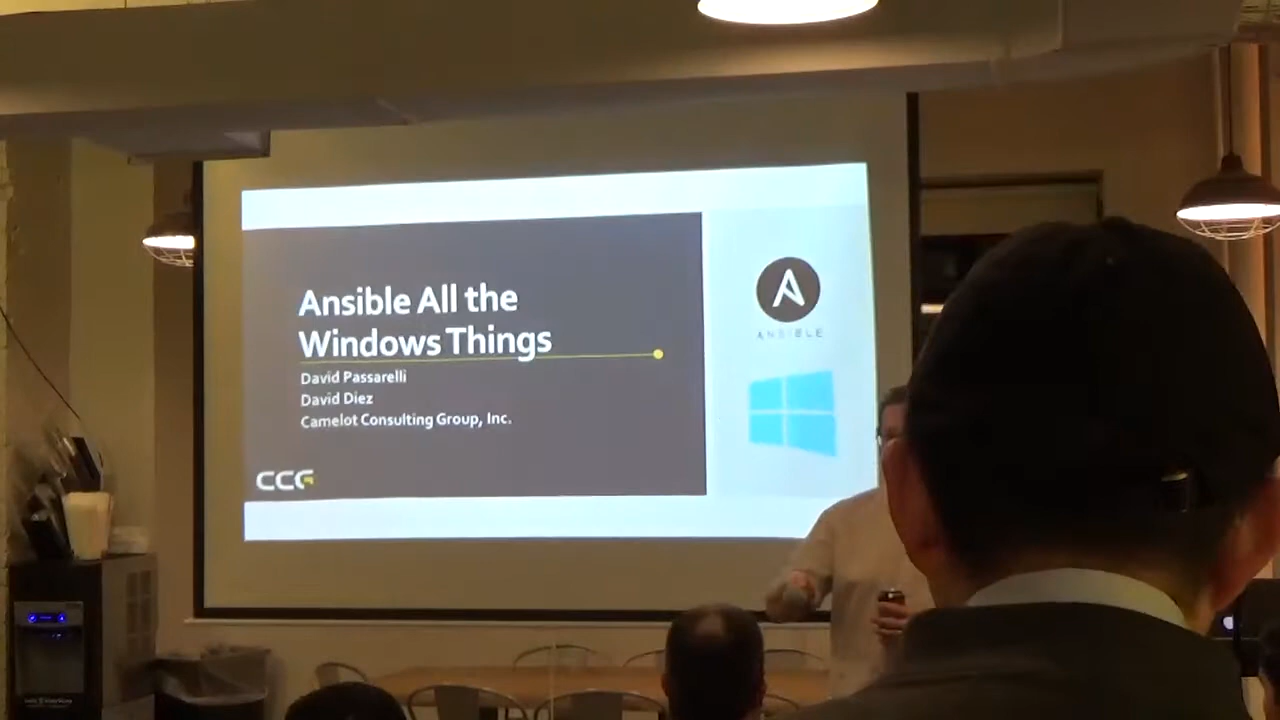 Ansible All the
Windows Things
David Passarelli
David Diez
Camelot Consulting Group, Inc.
CCG
ANSIBLE